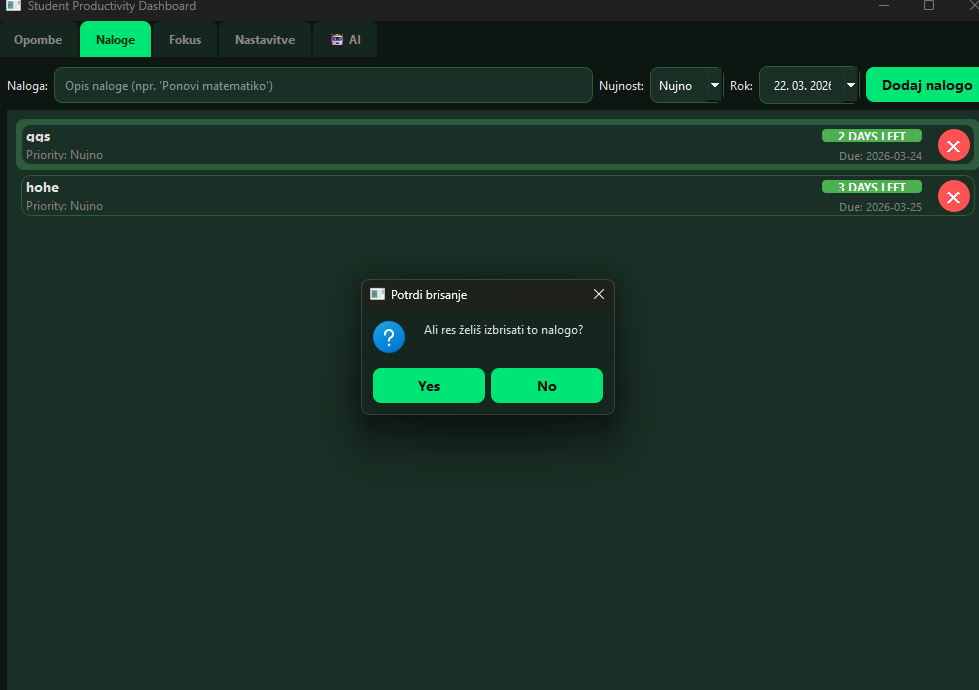 Student Productivity Dashboard
Opombe Naloge Fokus Nastavitve AI
Naloga: Opis naloge (npr. 'Ponovi matematiko') Nujnost: Nujno Rok: 22. 03. 2026 Dodaj nalogo
ggs 2 DAYS LEFT
Priority: Nujno Due: 2026-03-24
hohe 3 DAYS LEFT
Priority: Nujno Due: 2026-03-25
Potrdi brisanje
Ali res želiš izbrisati to nalogo?
Yes No